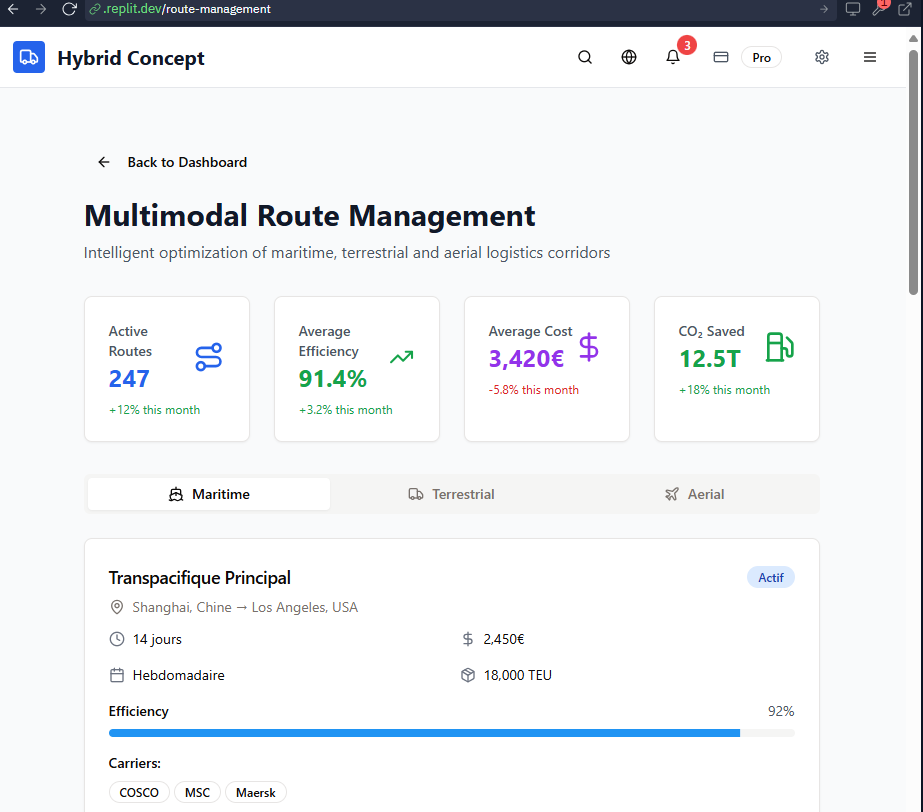 .replit.dev/route-management
1
Hybrid Concept
3
Pro
Back to Dashboard
Multimodal Route Management
Intelligent optimization of maritime, terrestrial and aerial logistics corridors
Active
Routes
247
+12% this month
Average
Efficiency
91.4%
+3.2% this month
Average Cost
3,420€
$
-5.8% this month
CO₂ Saved
12.5T
+18% this month
Maritime
Terrestrial
Aerial
Transpacifique Principal
Actif
Shanghai, Chine → Los Angeles, USA
14 jours
$ 2,450€
Hebdomadaire
18,000 TEU
Efficiency
92%
Carriers:
COSCO
MSC
Maersk